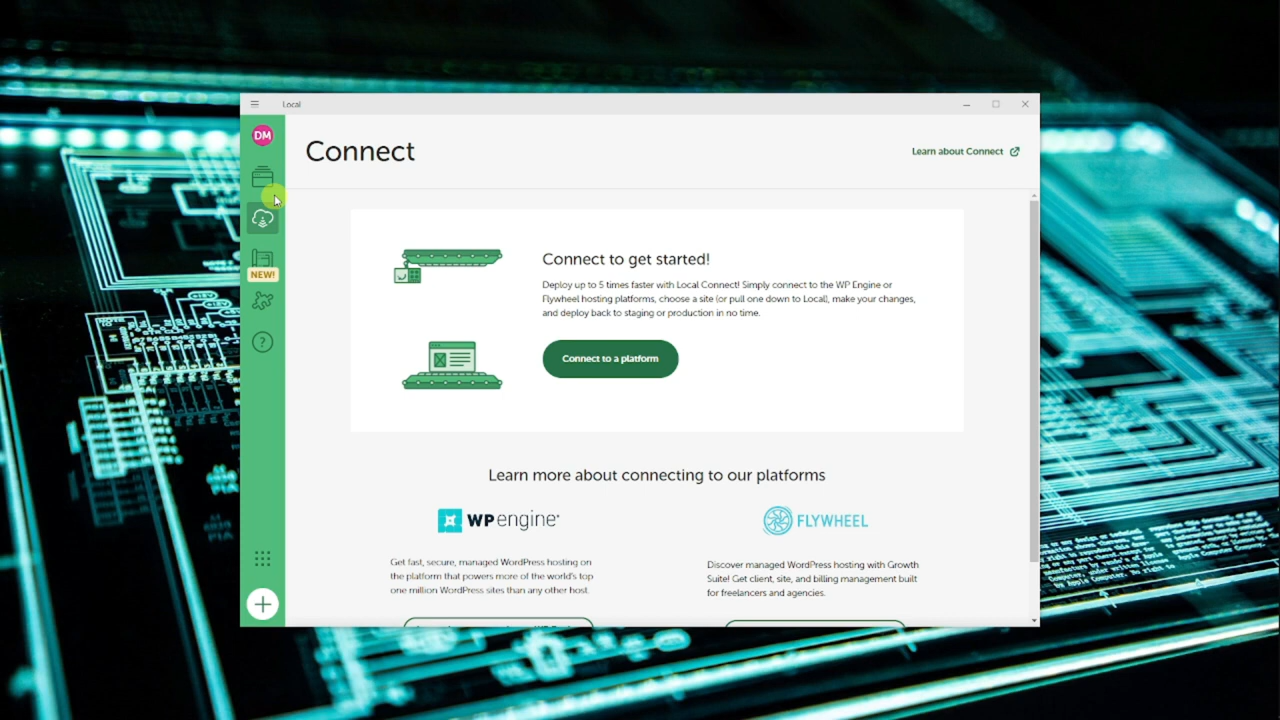 Local
DM
Connect
Learn about Connect
NEW!
?
Connect to get started!
Deploy up to 5 times faster with Local Connect! Simply connect to the WP Engine or
Flywheel hosting platforms, choose a site (or pull one down to Local), make your changes,
and deploy back to staging or production in no time.
Connect to a platform
Learn more about connecting to our platforms
WP engine
FLYWHEEL
Get fast, secure, managed WordPress hosting on
the platform that powers more of the world's top
one million WordPress sites than any other host.
Discover managed WordPress hosting with Growth
Suite! Get client, site, and billing management built
for freelancers and agencies.